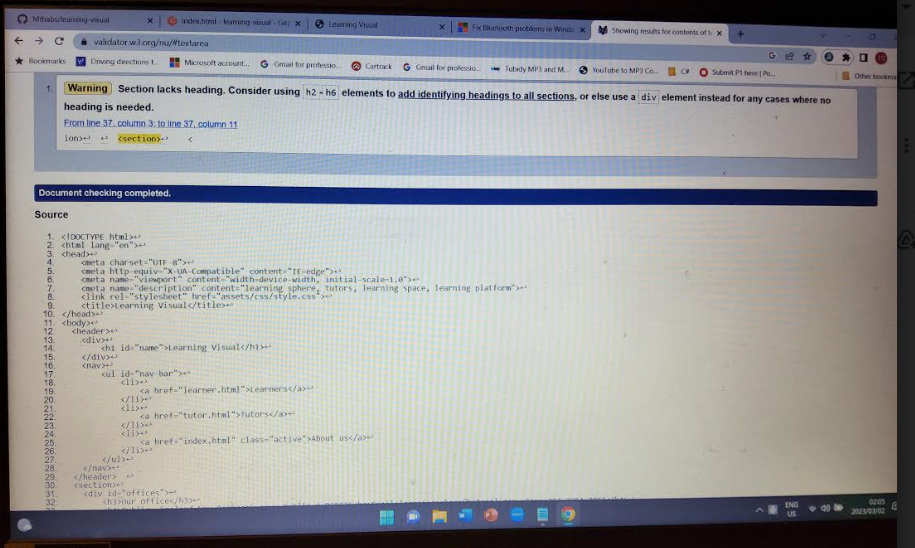 Mthabs/learning-visual
index.html - learning-visual - Git
Learning Visual
Fix Bluetooth problems in Windo
Showing results for contents of t
validator.w3.org/nu/#textarea
Bookmarks
Driving directions t...
Microsoft account...
Gmail for professio...
Cartrack
Gmail for professio...
Tubidy MP3 and M...
YouTube to MP3 Co...
C#
Submit P1 here | Po...
Other bookma
1. Warning Section lacks heading. Consider using h2 - h6 elements to add identifying headings to all sections, or else use a div element instead for any cases where no
heading is needed.
From line 37, column 3; to line 37, column 11
ion>↩ ↩ <section>↩ <
Document checking completed.
Source
1. <!DOCTYPE html>↩
2. <html lang="en">↩
3. <head>↩
4. <meta charset="UTF-8">↩
5. <meta http-equiv="X-UA-Compatible" content="IE=edge">↩
6. <meta name="viewport" content="width=device-width, initial-scale=1.0">↩
7. <meta name="description" content="learning sphere, tutors, learning space, learning platform">↩
8. <link rel="stylesheet" href="assets/css/style.css">↩
9. <title>Learning Visual</title>↩
10. </head>↩
11. <body>↩
12. <header>↩
13. <div>↩
14. <h1 id="name">Learning Visual</h1>↩
15. </div>↩
16. <nav>↩
17. <ul id="nav-bar">↩
18. <li>↩
19. <a href="learner.html">Learners</a>↩
20. </li>↩
21. <li>↩
22. <a href="tutor.html">Tutors</a>↩
23. </li>↩
24. <li>↩
25. <a href="index.html" class="active">About us</a>↩
26. </li>↩
27. </ul>↩
28. </nav>↩
29. </header> ↩
30. <section>↩
31. <div id="offices">↩
32. <h3>our office</h3>↩
ENG
US
02:05
2023/03/02